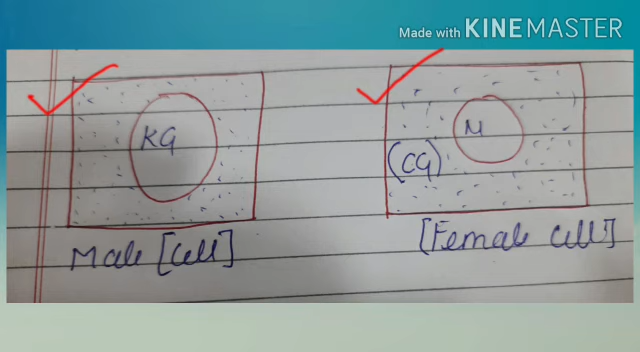 Made with KINEMASTER
KG
N
(CG)
Male [Cell]
[Female Cell]